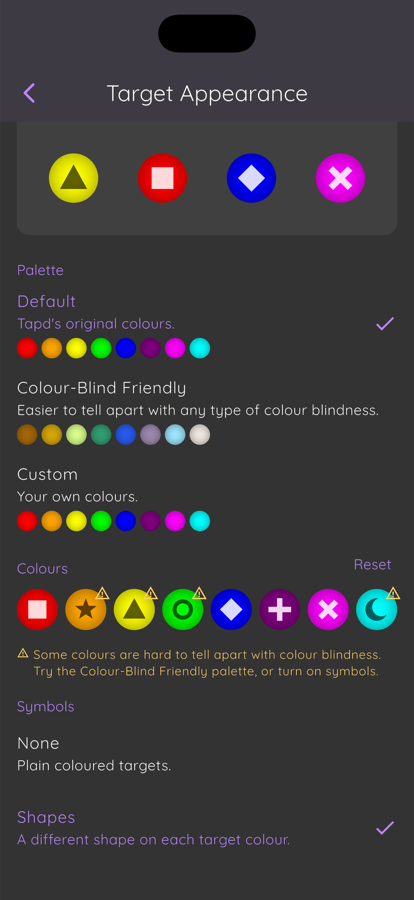 Target Appearance
Palette
Default
Tapd's original colours.
Colour-Blind Friendly
Easier to tell apart with any type of colour blindness.
Custom
Your own colours.
Colours
Reset
Some colours are hard to tell apart with colour blindness.
Try the Colour-Blind Friendly palette, or turn on symbols.
Symbols
None
Plain coloured targets.
Shapes
A different shape on each target colour.